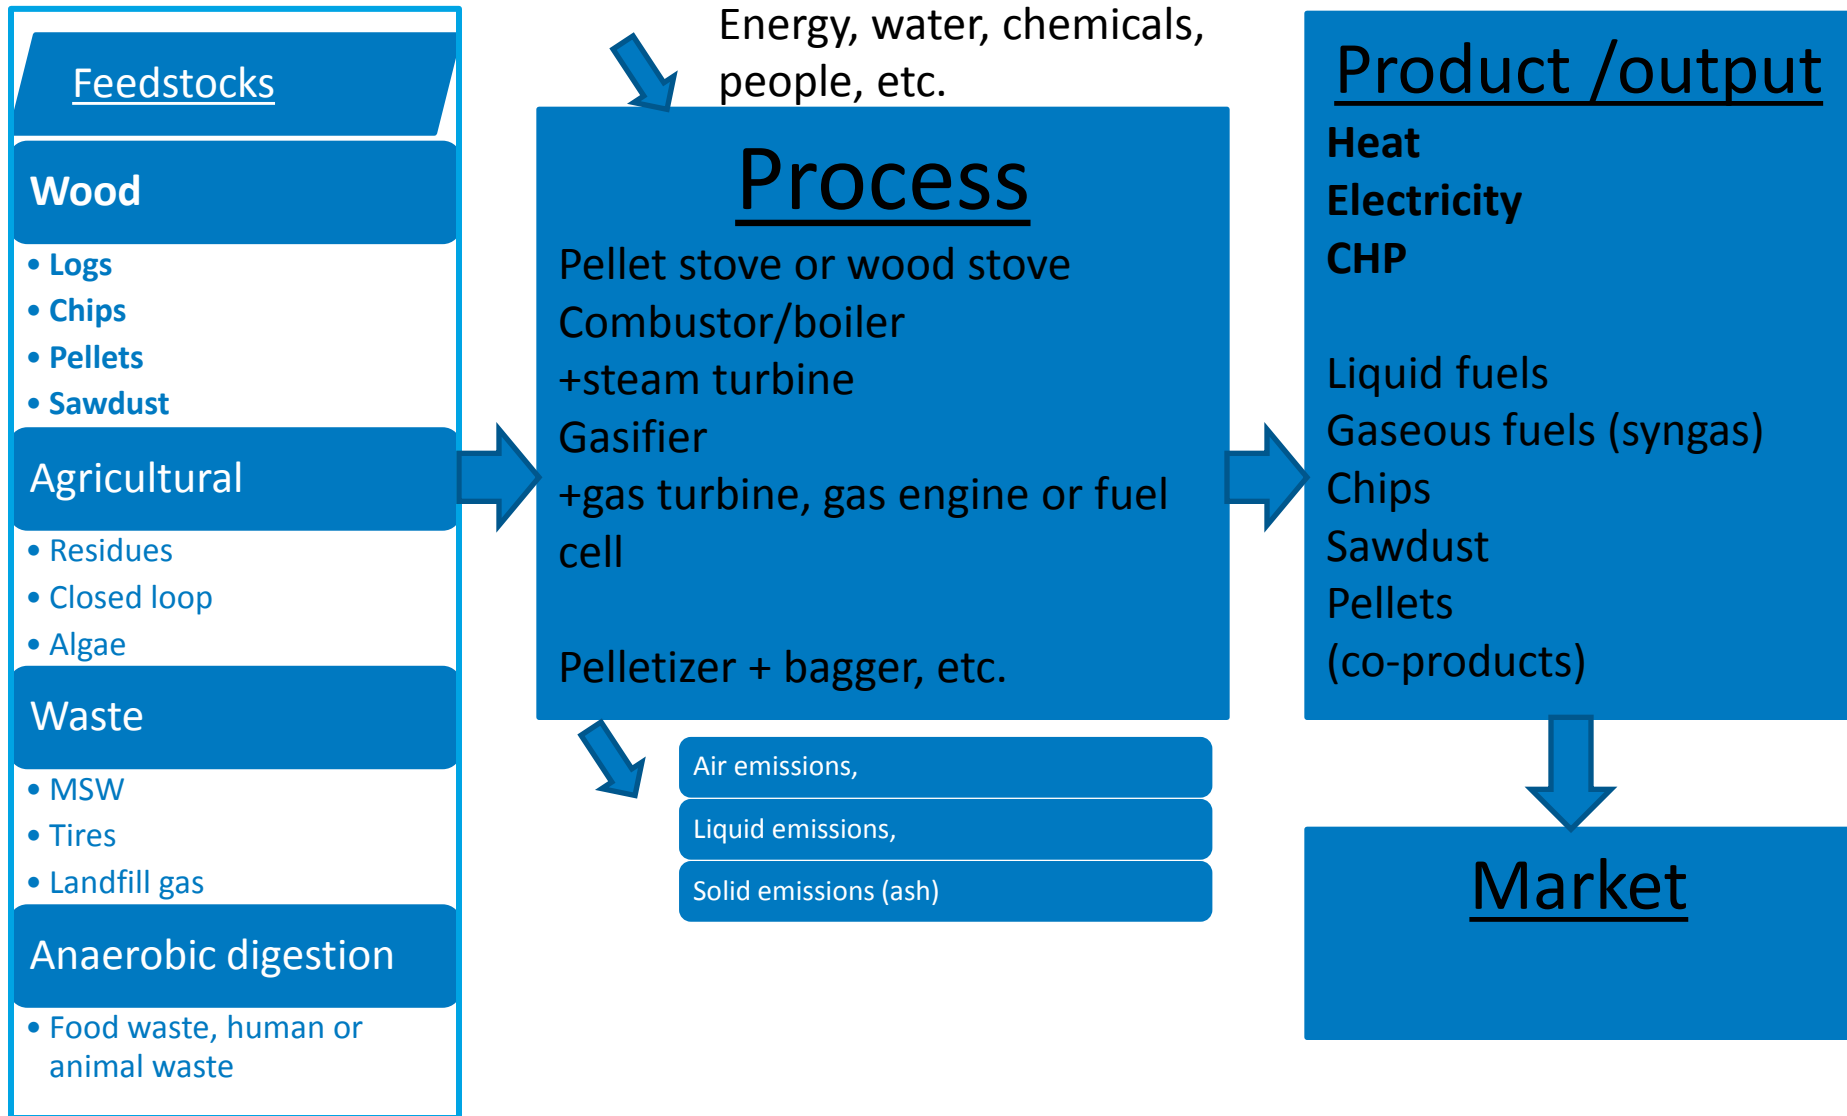 Feedstocks
Wood
• Logs
• Chips
• Pellets
• Sawdust
Agricultural
• Residues
• Closed loop
• Algae
Waste
• MSW
• Tires
• Landfill gas
Anaerobic digestion
• Food waste, human or
animal waste
Energy, water, chemicals,
people, etc.
Process
Pellet stove or wood stove
Combustor/boiler
+steam turbine
Gasifier
+gas turbine, gas engine or fuel
cell
Pelletizer + bagger, etc.
Air emissions,
Liquid emissions,
Solid emissions (ash)
Product /output
Heat
Electricity
CHP
Liquid fuels
Gaseous fuels (syngas)
Chips
Sawdust
Pellets
(co-products)
Market